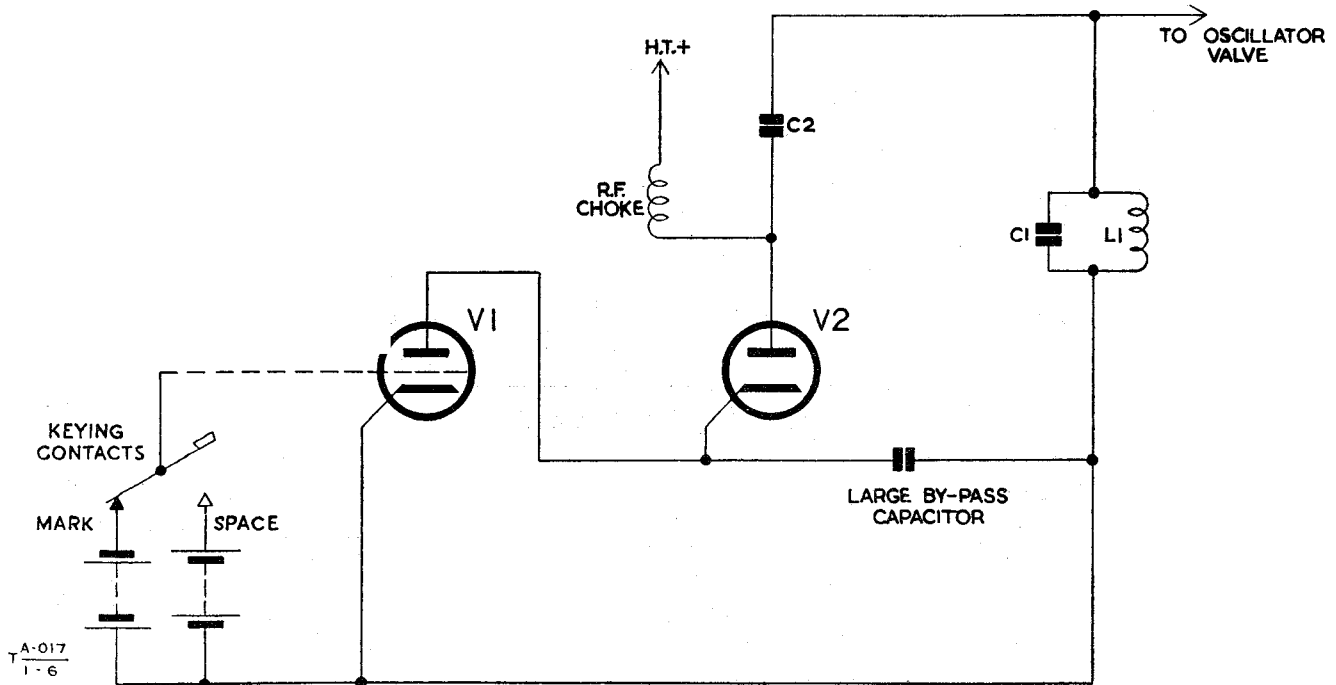 TO OSCILLATOR
VALVE
H.T.+
C2
R.F.
CHOKE
C1
L1
V1
V2
KEYING
CONTACTS
MARK
SPACE
LARGE BY-PASS
CAPACITOR
T A-017
1-6